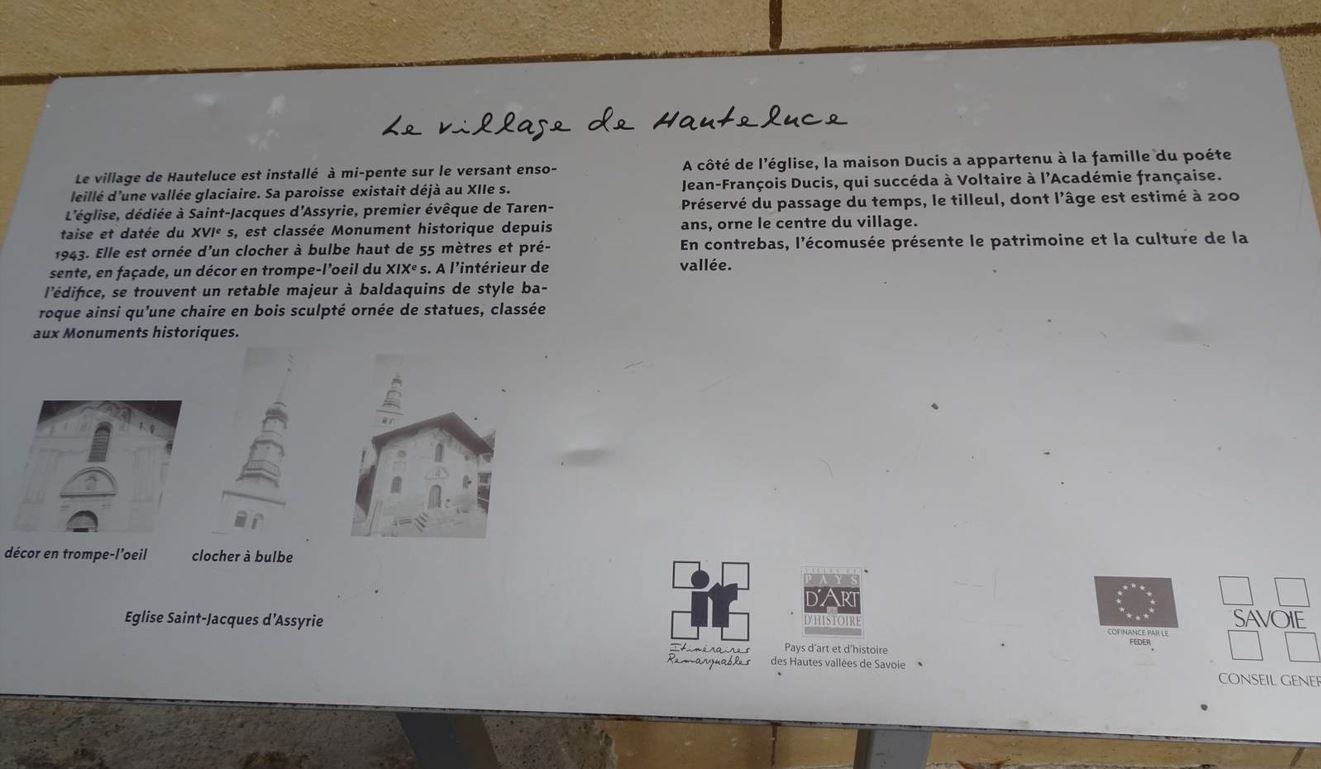 Le village de Hauteluce
Le village de Hauteluce est installé à mi-pente sur le versant enso-
leillé d'une vallée glaciaire. Sa paroisse existait déjà au XIIe s.
L'église, dédiée à Saint-Jacques d'Assyrie, premier évêque de Taren-
taise et datée du XVIe s, est classée Monument historique depuis
1943. Elle est ornée d'un clocher à bulbe haut de 55 mètres et pré-
sente, en façade, un décor en trompe-l'oeil du XIXe s. A l'intérieur de
l'édifice, se trouvent un retable majeur à baldaquins de style ba-
roque ainsi qu'une chaire en bois sculpté ornée de statues, classée
aux Monuments historiques.
A côté de l'église, la maison Ducis a appartenu à la famille du poéte
Jean-François Ducis, qui succéda à Voltaire à l'Académie française.
Préservé du passage du temps, le tilleul, dont l'âge est estimé à 200
ans, orne le centre du village.
En contrebas, l'écomusée présente le patrimoine et la culture de la
vallée.
décor en trompe-l'oeil
clocher à bulbe
Eglise Saint-Jacques d'Assyrie
ir
Itinéraires
Remarquables
VILLES ET
PAYS
D'ART
&
D'HISTOIRE
Pays d'art et d'histoire
des Hautes vallées de Savoie
COFINANCE PAR LE
FEDER
SAVOIE
CONSEIL GENER